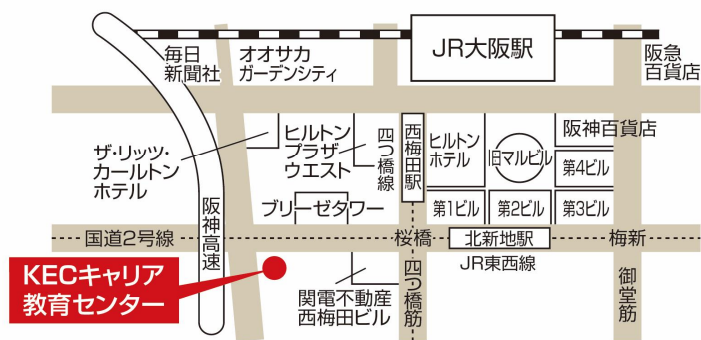 JR大阪駅
毎日
新聞社
オオサカ
ガーデンシティ
阪急
百貨店
ザ・リッツ・
カールトン
ホテル
ヒルトン
プラザ
ウエスト
四つ橋線
西梅田駅
ヒルトン
ホテル
旧マルビル
阪神百貨店
第4ビル
阪神高速
ブリーゼタワー
第1ビル
第2ビル
第3ビル
国道2号線
桜橋
北新地駅
梅新
JR東西線
KECキャリア
教育センター
関電不動産
西梅田ビル
四つ橋筋
御堂筋